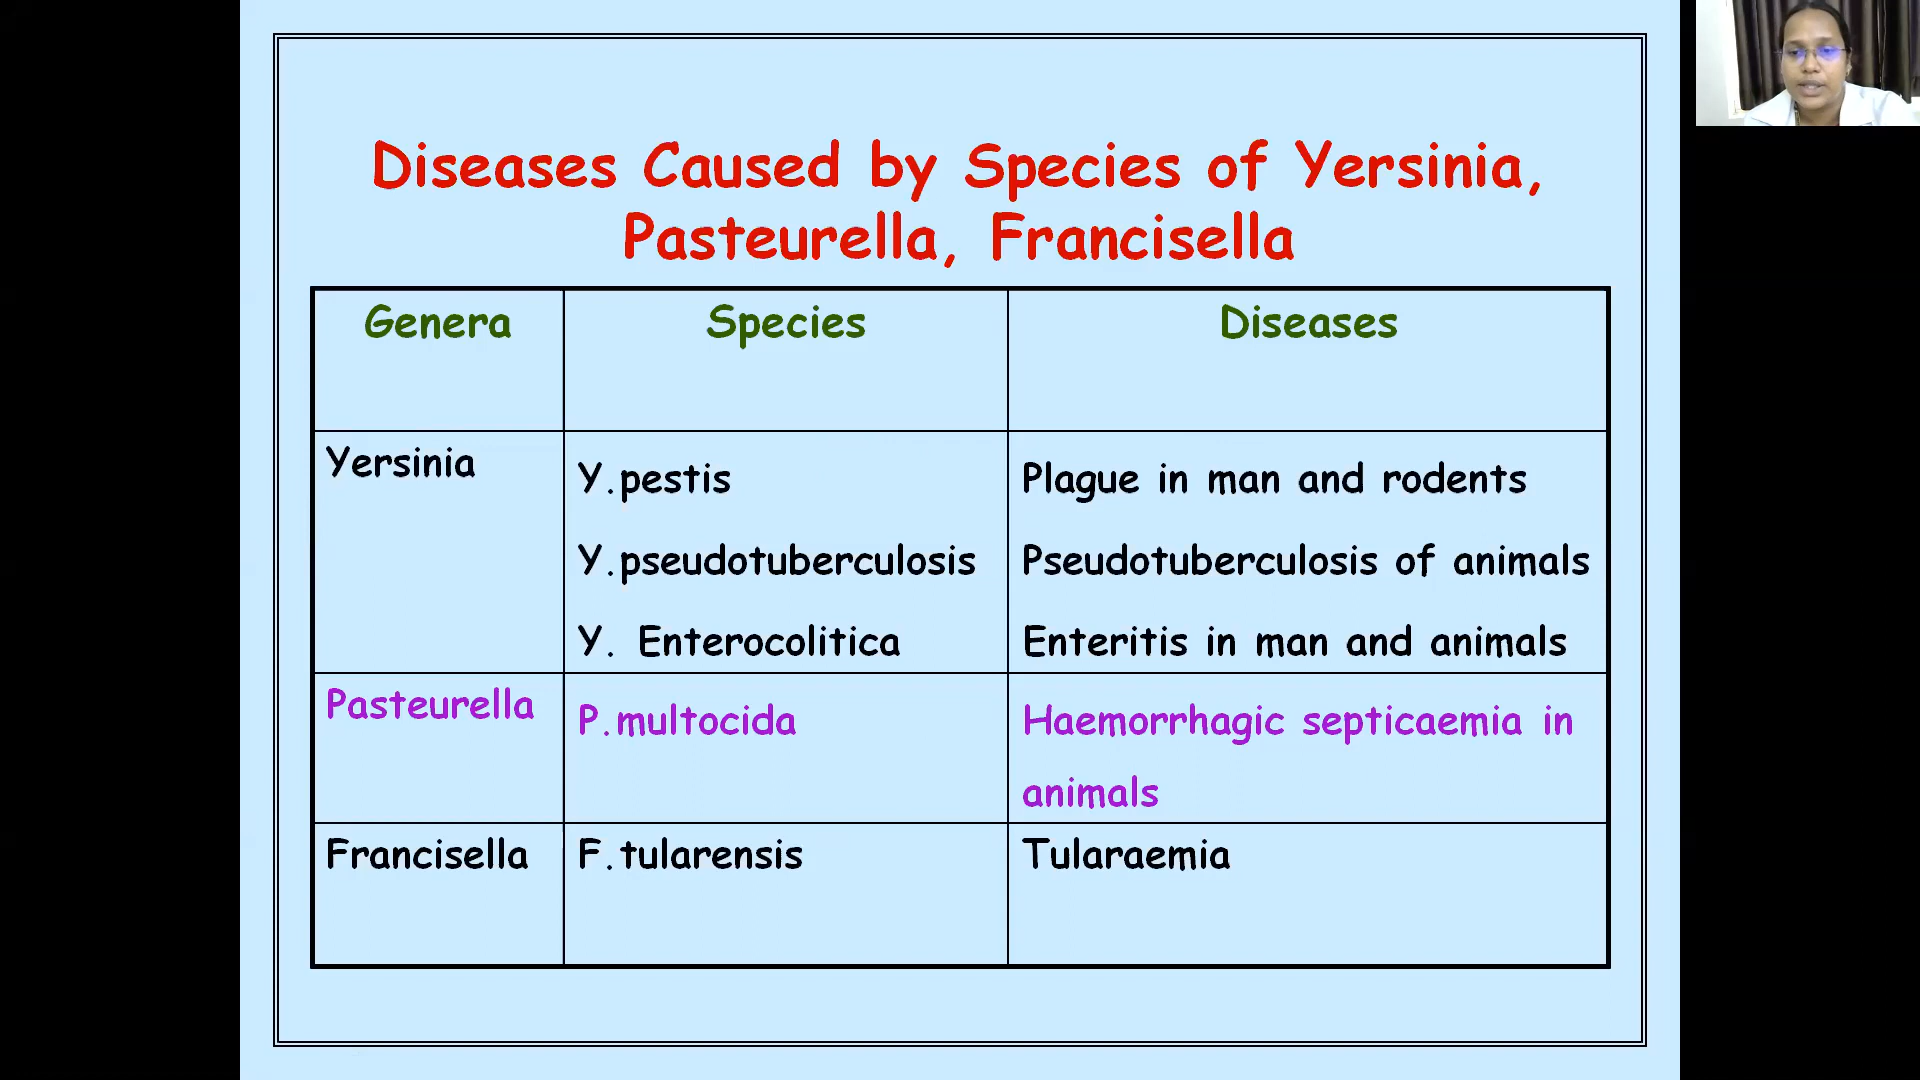 Diseases Caused by Species of Yersinia,
Pasteurella, Francisella
Genera Species Diseases
Yersinia
Y.pestis Plague in man and rodents
Y.pseudotuberculosis Pseudotuberculosis of animals
Y. Enterocolitica Enteritis in man and animals
Pasteurella
P.multocida Haemorrhagic septicaemia in
animals
Francisella F.tularensis Tularaemia